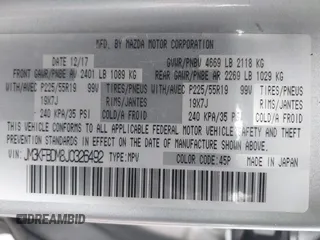 MFD. BY MAZDA MOTOR CORPORATION
DATE 12/17 GVWR/PNBV 4669 LB 2118 KG
FRONT GAWR/PNBE AV 2401 LB 1089 KG REAR GAWR/PNBE AR 2269 LB 1029 KG
WITH/AVEC P225/55R19 TIRES/PNEUS WITH/AVEC P225/55R19 TIRES/PNEUS
19X7J RIMS/JANTES 19X7J RIMS/JANTES
240 KPA/35 PSI COLD/A FROID 240 KPA/35 PSI COLD/A FROID
THIS VEHICLE CONFORMS TO ALL APPLICABLE FEDERAL MOTOR VEHICLE
SAFETY, BUMPER AND THEFT PREVENTION STANDARDS IN EFFECT ON THE
DATE OF MANUFACTURE SHOWN ABOVE.
VIN: JM3KFBDM8J0326492 TYPE:MPV COLOR CODE:45P MADE IN JAPAN
DREAMBID